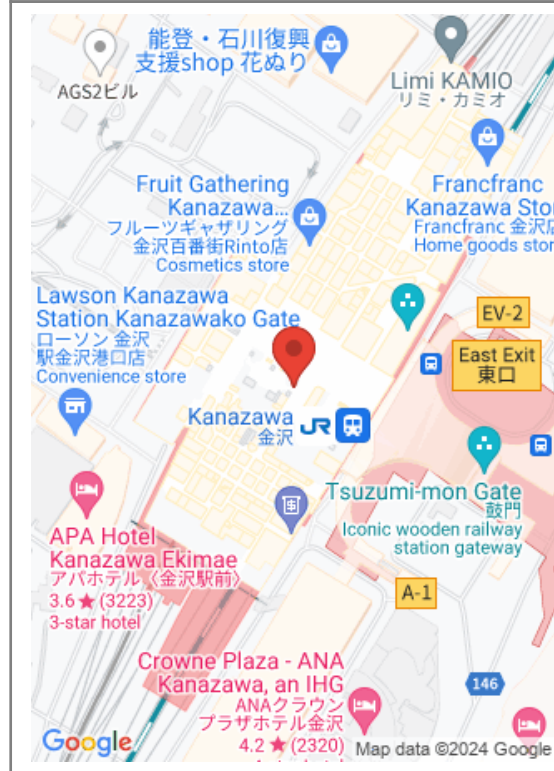 能登・石川復興
支援shop 花ぬり
AGS2ビル
Limi KAMIO
リミ・カミオ
Fruit Gathering
Kanazawa...
フルーツギャザリング
金沢百番街Rinto店
Cosmetics store
Francfranc
Kanazawa Sto
Francfranc 金沢店
Home goods stor
Lawson Kanazawa
Station Kanazawako Gate
ローソン 金沢
駅金沢港口店
Convenience store
EV-2
East Exit
東口
Kanazawa
金沢
JR
Tsuzumi-mon Gate
鼓門
Iconic wooden railway
station gateway
APA Hotel
Kanazawa Ekimae
アパホテル〈金沢駅前〉
3.6★(3223)
3-star hotel
A-1
Crowne Plaza - ANA
Kanazawa, an IHG
ANAクラウン
プラザホテル金沢
4.2★(2320)
146
Google
Map data ©2024 Google